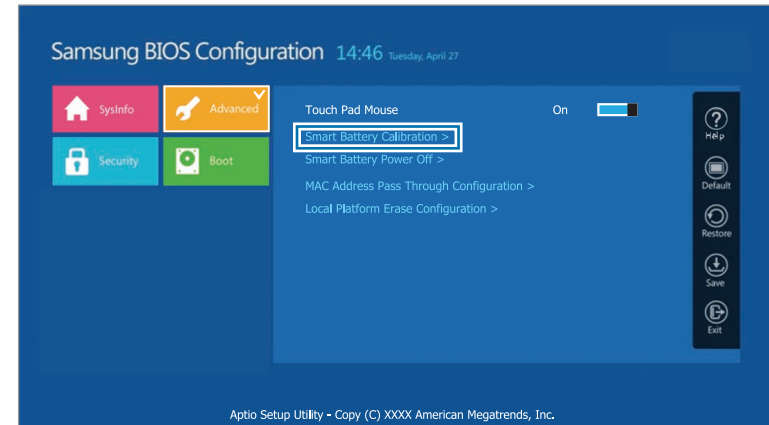 Samsung BIOS Configuration 14:46 Tuesday, April 27
SysInfo
Advanced
Security
Boot
Touch Pad Mouse On
Smart Battery Calibration >
Smart Battery Power Off >
MAC Address Pass Through Configuration >
Local Platform Erase Configuration >
Help
Default
Restore
Save
Exit
Aptio Setup Utility - Copy (C) XXXX American Megatrends, Inc.